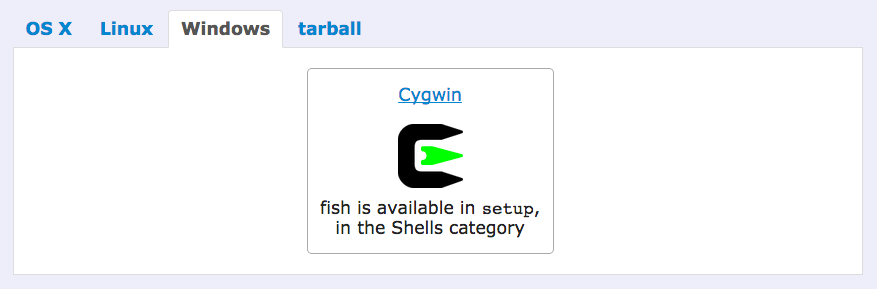 OS X Linux Windows tarball
Cygwin
fish is available in setup,
in the Shells category